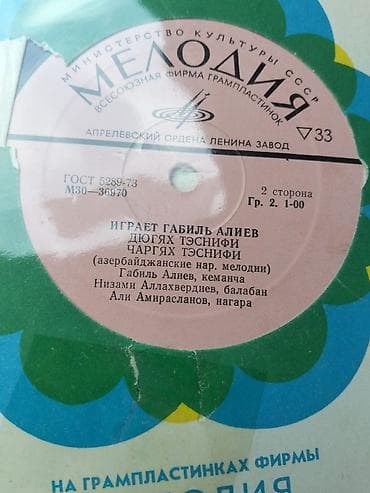 МИНИСТЕРСТВО КУЛЬТУРЫ СССР
МЕЛОДИЯ
ВСЕСОЮЗНАЯ ФИРМА ГРАМПЛАСТИНОК
АПРЕЛЕВСКИЙ ОРДЕНА ЛЕНИНА ЗАВОД
▽33
ГОСТ 5289-73
М30—36970
2 сторона
Гр. 2. 1-00
ИГРАЕТ ГАБИЛЬ АЛИЕВ
ДЮГЯХ ТЭСНИФИ
ЧАРГЯХ ТЭСНИФИ
(азербайджанские нар. мелодии)
Габиль Алиев, кеманча
Низами Аллахвердиев, балабан
Али Амирасланов, нагара
НА ГРАМПЛАСТИНКАХ ФИРМЫ